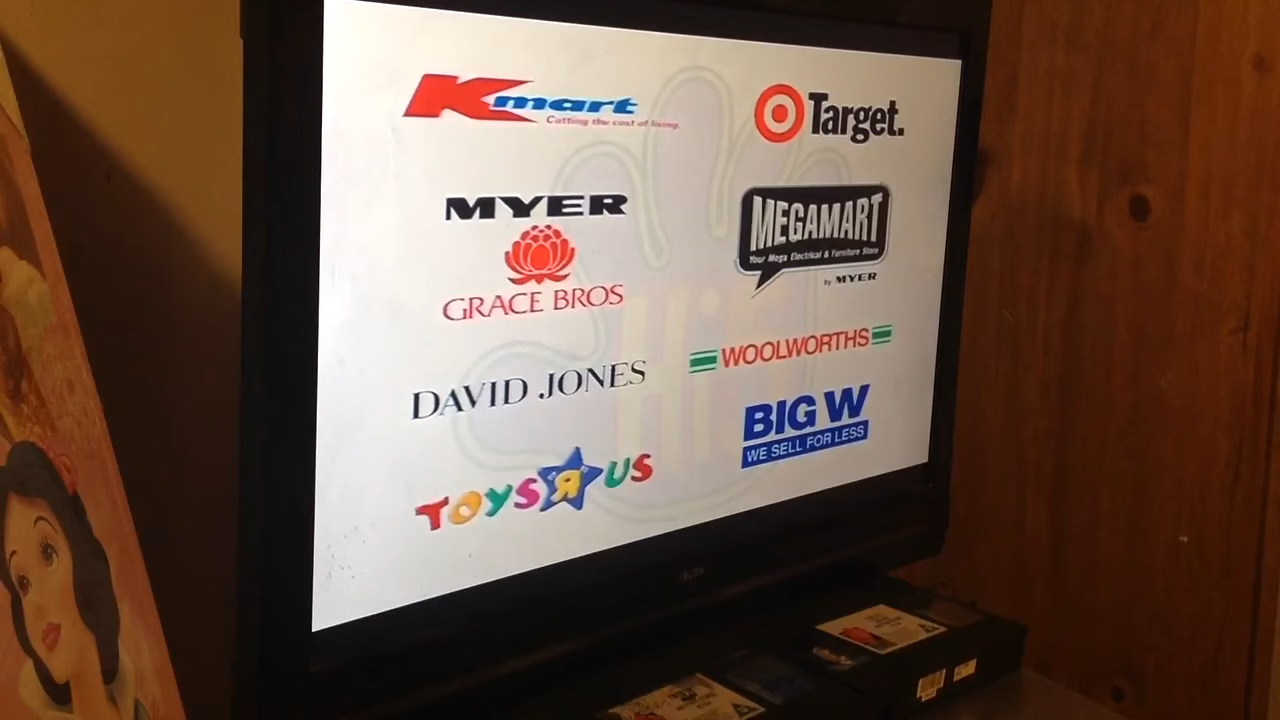 Kmart
Cutting the cost of living.
Target.
MYER
GRACE BROS
MEGAMART
Your Mega Electrical & Furniture Store
by MYER
DAVID JONES
WOOLWORTHS
BIG W
WE SELL FOR LESS
TOYS R US